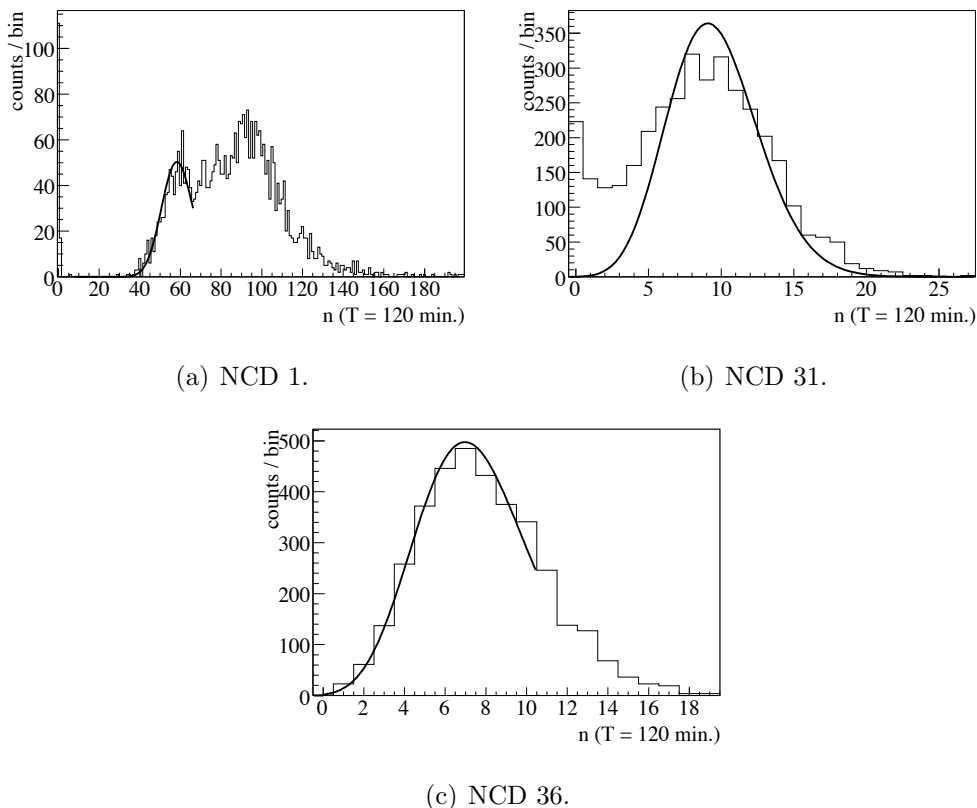 counts / bin
100
80
60
40
20
0
0 20 40 60 80 100 120 140 160 180
n (T = 120 min.)
(a) NCD 1.
counts / bin
350
300
250
200
150
100
50
0
0 5 10 15 20 25
n (T = 120 min.)
(b) NCD 31.
counts / bin
500
400
300
200
100
0
0 2 4 6 8 10 12 14 16 18
n (T = 120 min.)
(c) NCD 36.